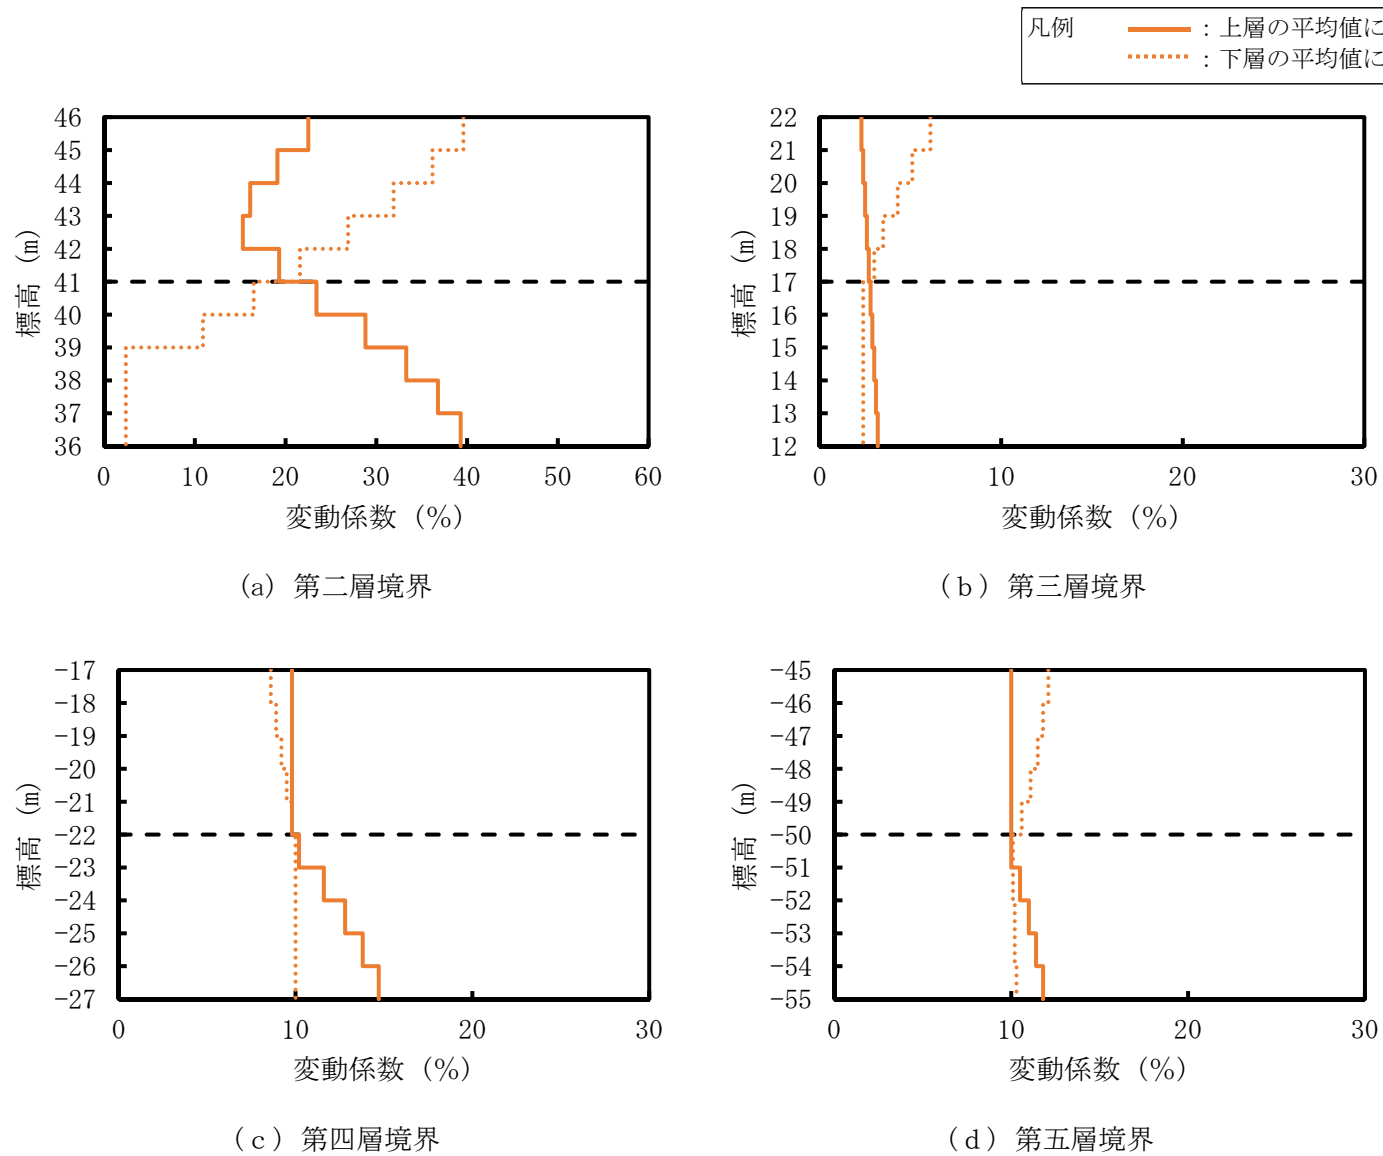 凡例 : 上層の平均値に
: 下層の平均値に
46
45
44
43
42
41
40
39
38
37
36
標高 (m)
0 10 20 30 40 50 60
変動係数 (%)
(a) 第二層境界
22
21
20
19
18
17
16
15
14
13
12
標高 (m)
0 10 20 30
変動係数 (%)
(b) 第三層境界
-17
-18
-19
-20
-21
-22
-23
-24
-25
-26
-27
標高 (m)
0 10 20 30
変動係数 (%)
(c) 第四層境界
-45
-46
-47
-48
-49
-50
-51
-52
-53
-54
-55
標高 (m)
0 10 20 30
変動係数 (%)
(d) 第五層境界